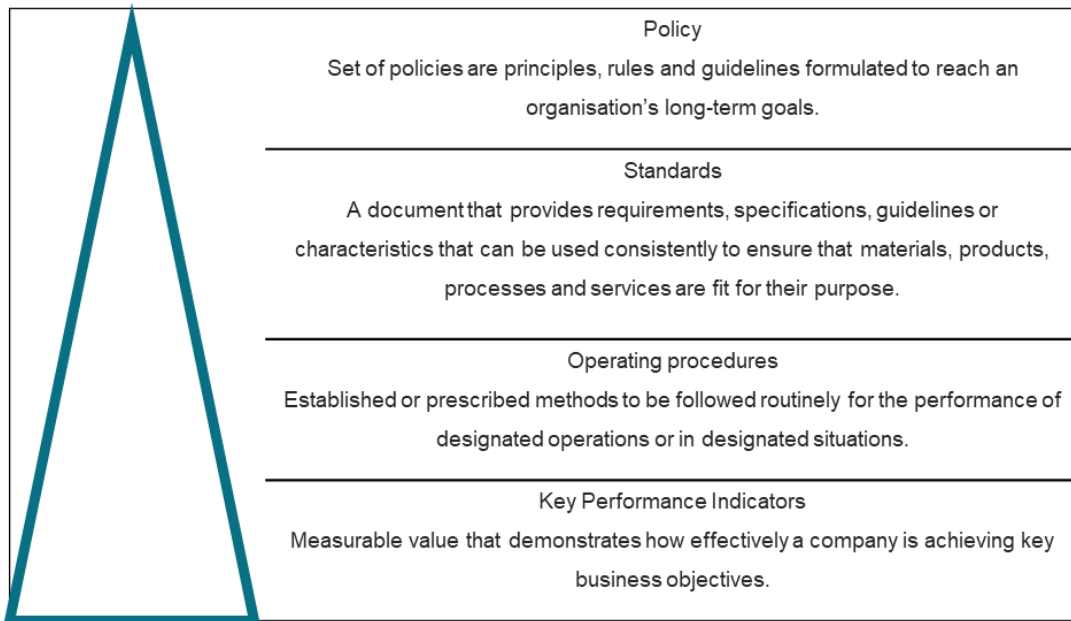 Policy
Set of policies are principles, rules and guidelines formulated to reach an
organisation's long-term goals.
Standards
A document that provides requirements, specifications, guidelines or
characteristics that can be used consistently to ensure that materials, products,
processes and services are fit for their purpose.
Operating procedures
Established or prescribed methods to be followed routinely for the performance of
designated operations or in designated situations.
Key Performance Indicators
Measurable value that demonstrates how effectively a company is achieving key
business objectives.